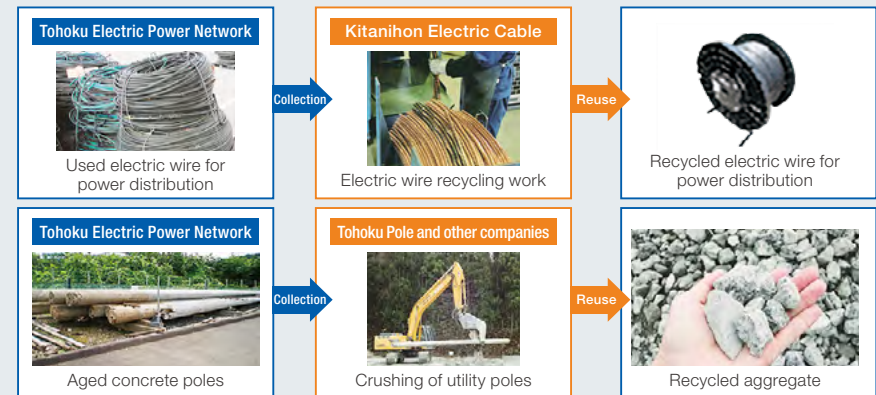 Tohoku Electric Power Network
Kitanihon Electric Cable
Collection
Reuse
Used electric wire for
power distribution
Electric wire recycling work
Recycled electric wire for
power distribution
Tohoku Electric Power Network
Tohoku Pole and other companies
Collection
Reuse
Aged concrete poles
Crushing of utility poles
Recycled aggregate